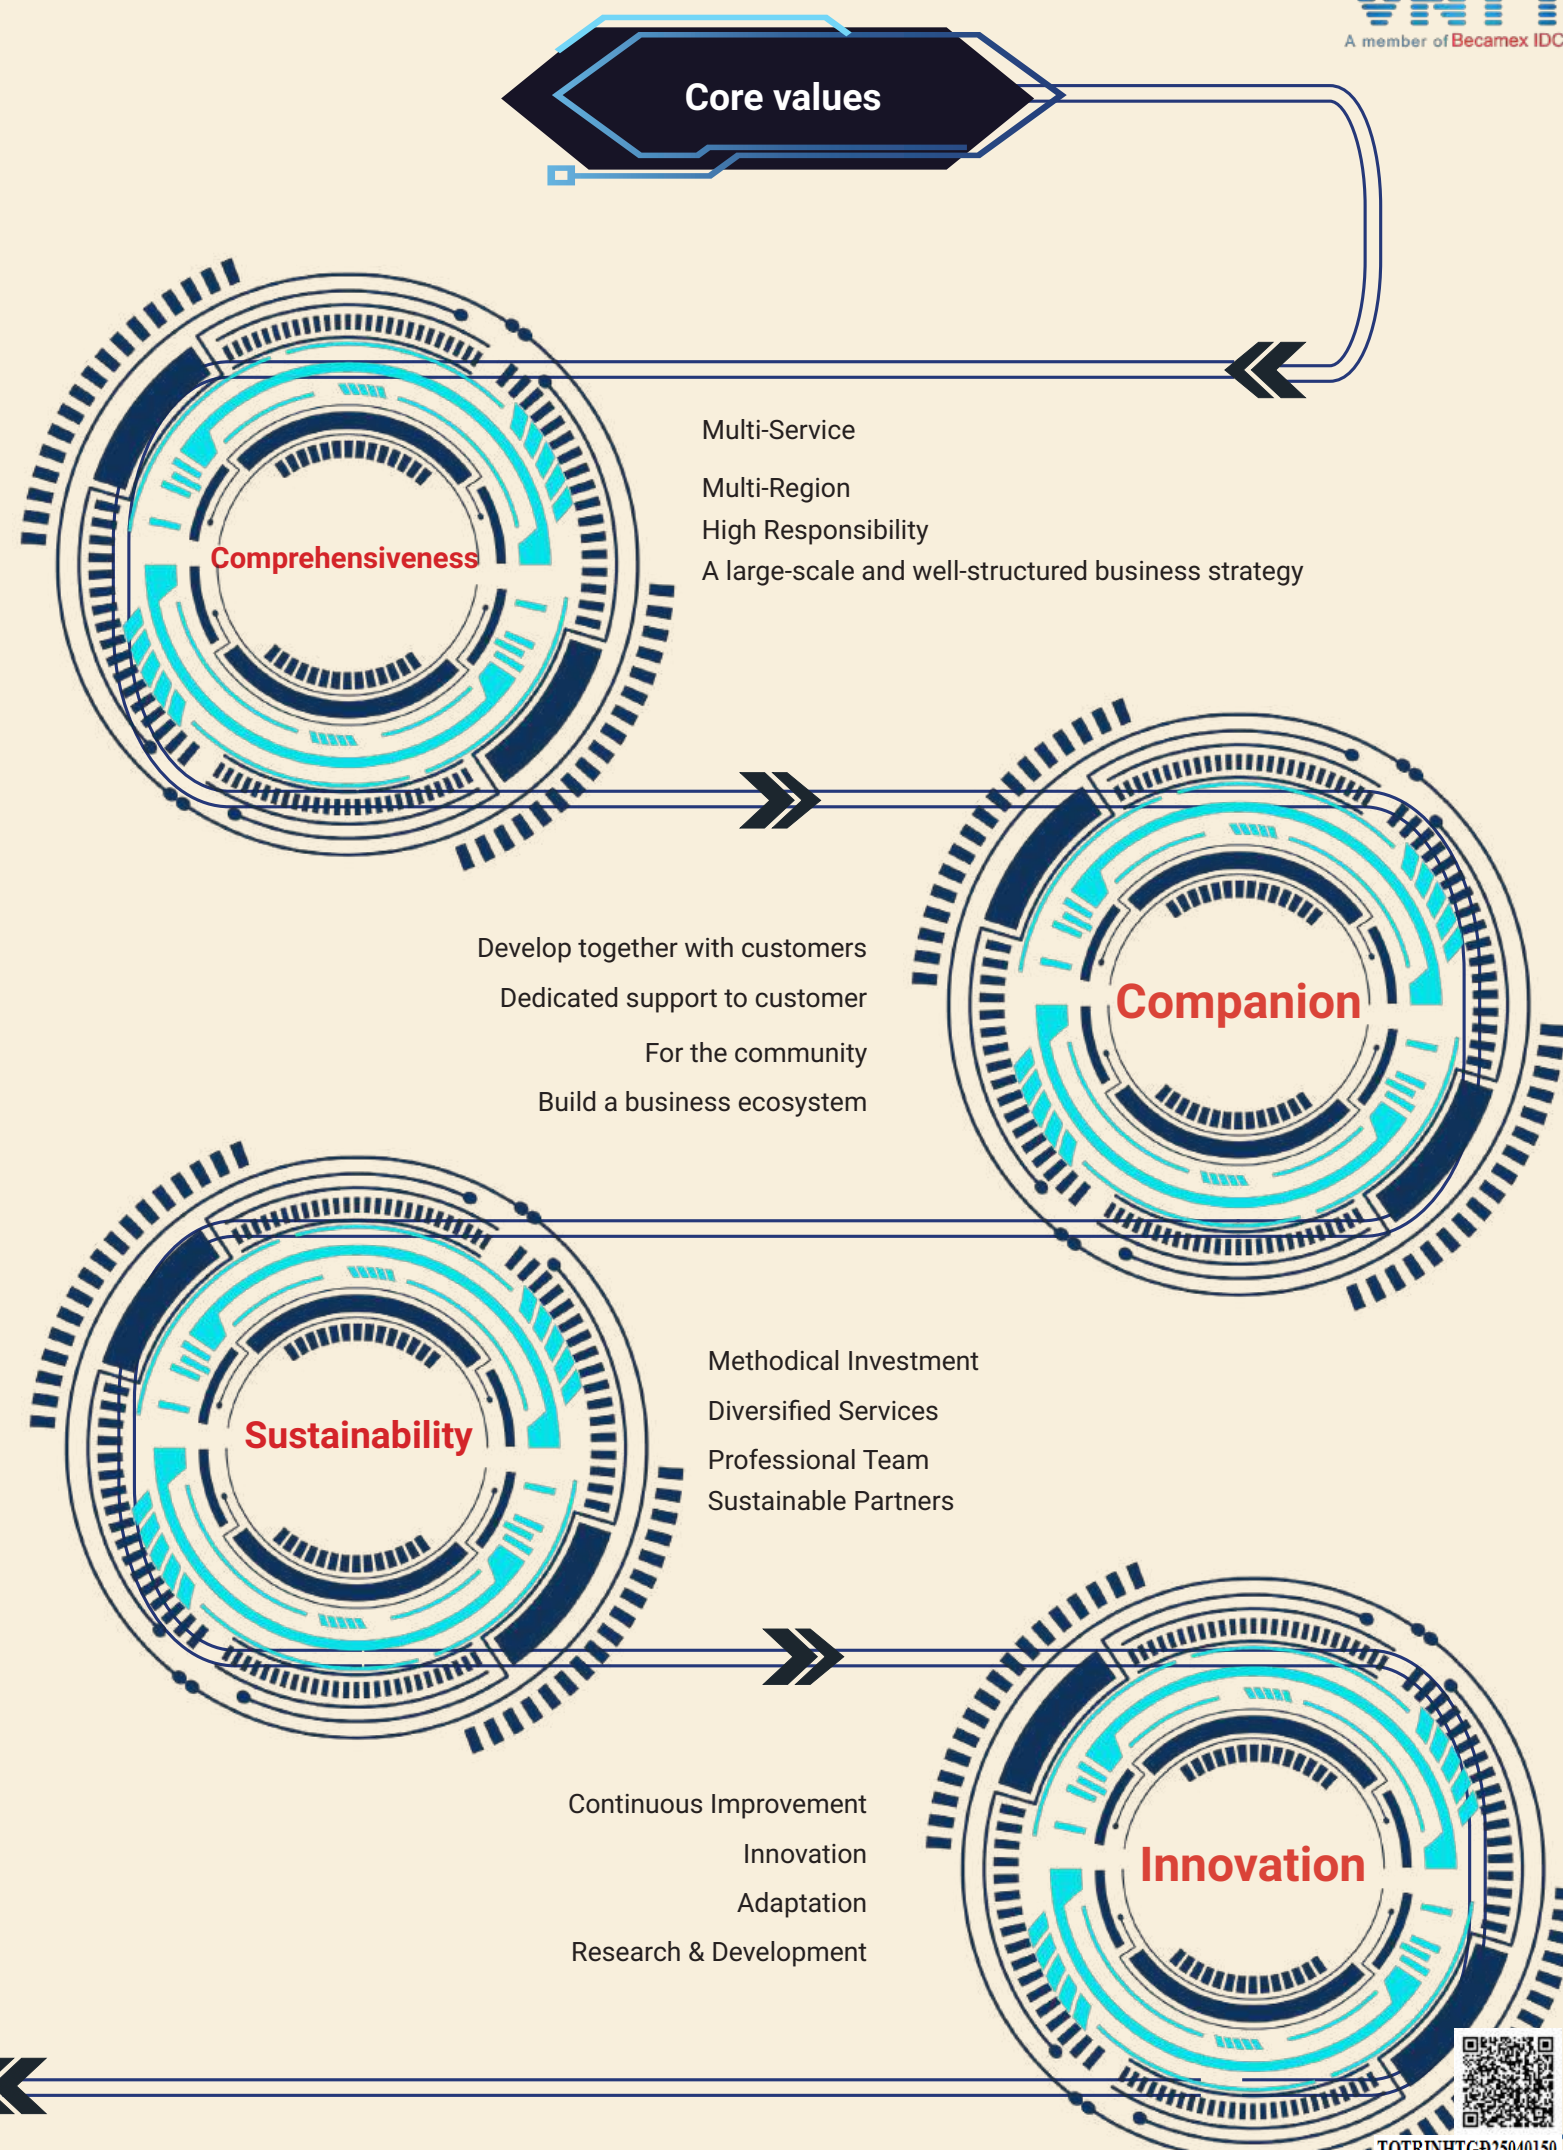 VNTT
A member of Becamex IDC
Core values
Comprehensiveness
Multi-Service
Multi-Region
High Responsibility
A large-scale and well-structured business strategy
Develop together with customers
Dedicated support to customer
For the community
Build a business ecosystem
Companion
Sustainability
Methodical Investment
Diversified Services
Professional Team
Sustainable Partners
Continuous Improvement
Innovation
Adaptation
Research & Development
Innovation
TOTRINHTGĐ25040150